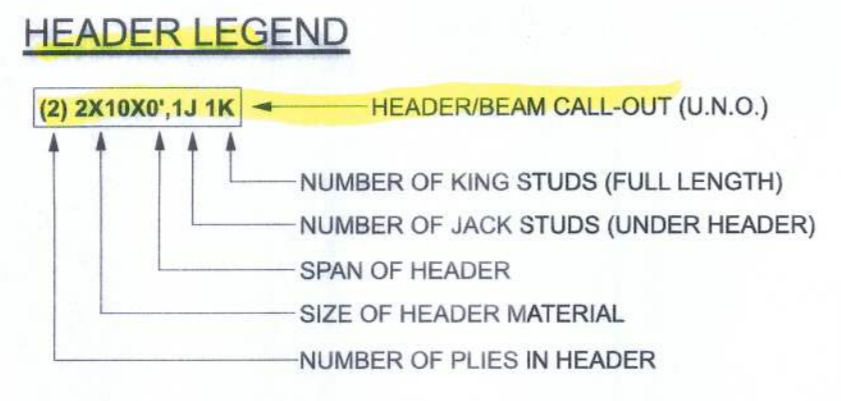 HEADER LEGEND
(2) 2X10X0',1J 1K HEADER/BEAM CALL-OUT (U.N.O.)
NUMBER OF KING STUDS (FULL LENGTH)
NUMBER OF JACK STUDS (UNDER HEADER)
SPAN OF HEADER
SIZE OF HEADER MATERIAL
NUMBER OF PLIES IN HEADER